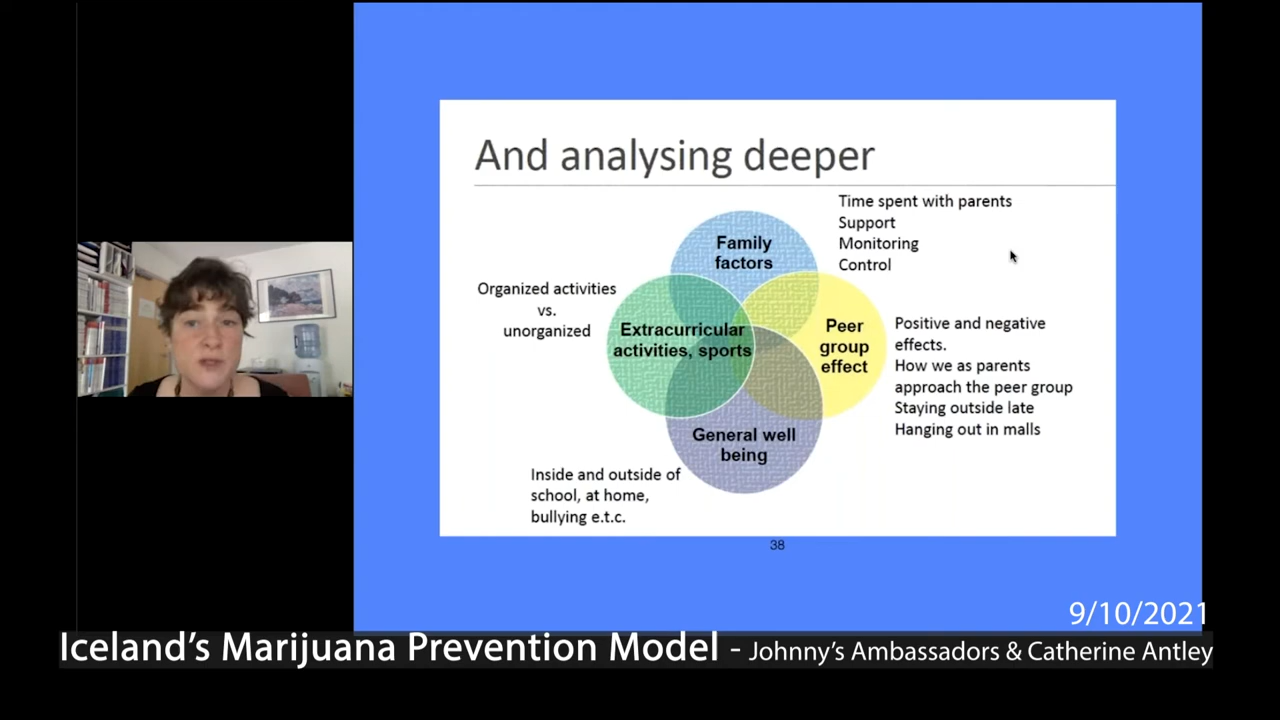 And analysing deeper
Time spent with parents
Support
Monitoring
Control
Family
factors
Organized activities
vs.
unorganized
Extracurricular
activities, sports
Peer
group
effect
Positive and negative
effects.
How we as parents
approach the peer group
Staying outside late
Hanging out in malls
General well
being
Inside and outside of
school, at home,
bullying e.t.c.
38
9/10/2021
Iceland's Marijuana Prevention Model - Johnny's Ambassadors & Catherine Antley